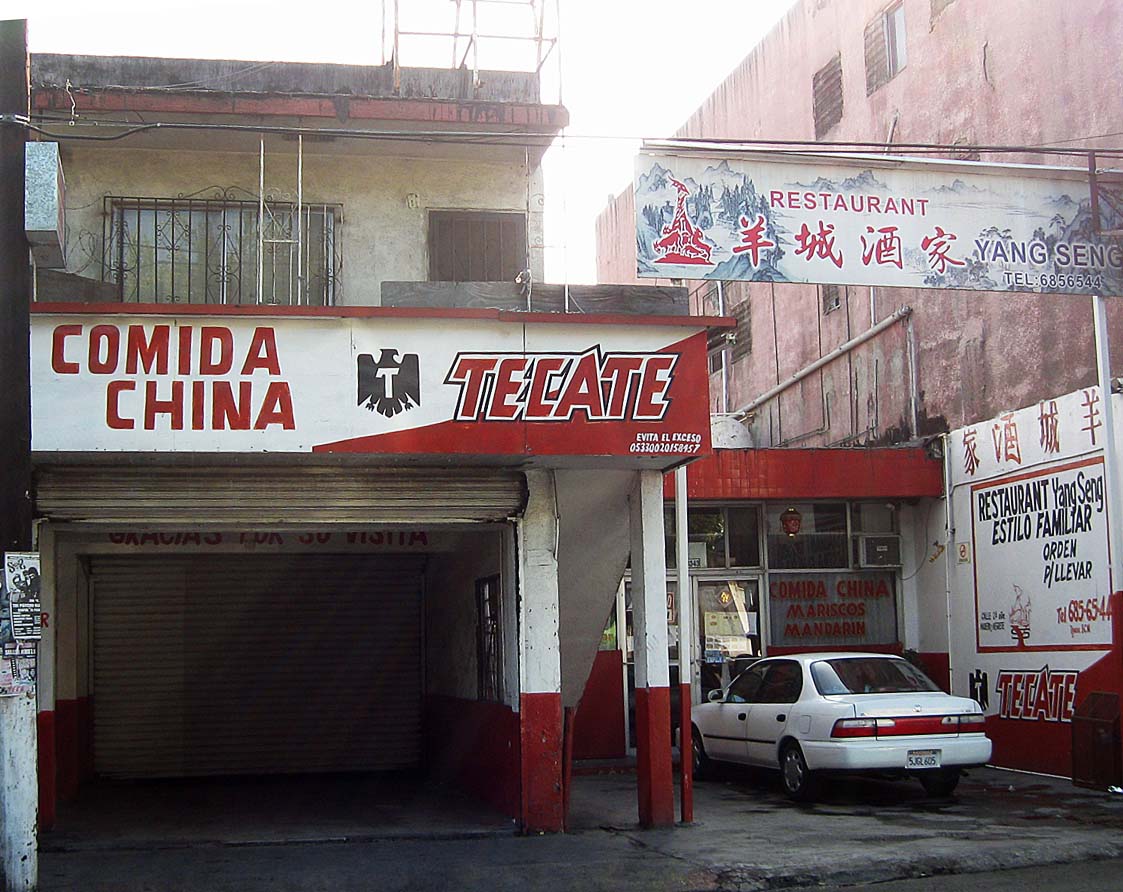 COMIDA
CHINA
T
TECATE
EVITA EL EXCESO
05330020158457
GRACIAS POR SU VISITA
RESTAURANT
羊城酒家 YANG SENG
TEL:6856544
COMIDA CHINA
MARISCOS
MANDARIN
5JGL605
家酒城羊
RESTAURANT Yang Seng
ESTILO FAMILIAR
ORDEN
P/LLEVAR
Tel 685-6544
TECATE